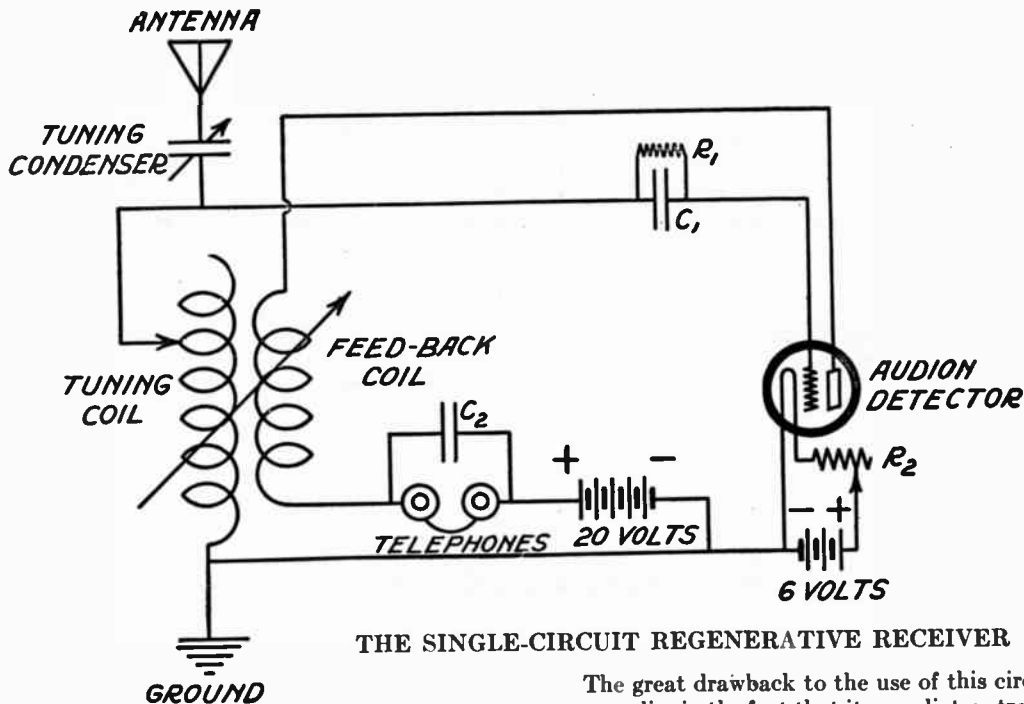 ANTENNA
TUNING
CONDENSER
R1
C1
FEED-BACK
COIL
TUNING
COIL
AUDION
DETECTOR
C2
R2
+ −
− +
TELEPHONES
20 VOLTS
6 VOLTS
THE SINGLE-CIRCUIT REGENERATIVE RECEIVER
GROUND
The great drawback to the use of this cir